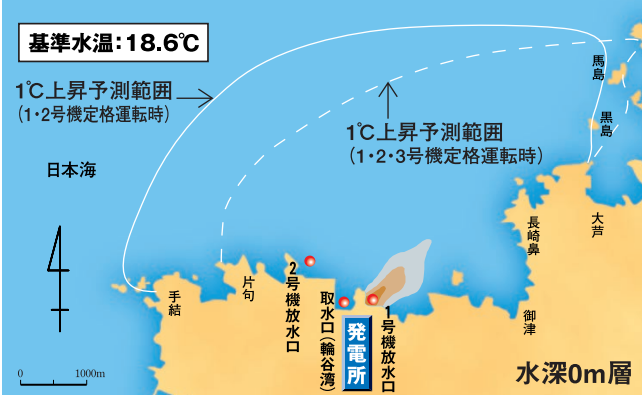 基準水温：18.6℃
1℃上昇予測範囲
（1・2号機定格運転時）
1℃上昇予測範囲
（1・2・3号機定格運転時）
馬島
黒島
日本海
大芦
長崎鼻
御津
手結
片句
2号機放水口
取水口（輪谷湾）
発電所
1号機放水口
水深0m層
0 1000m